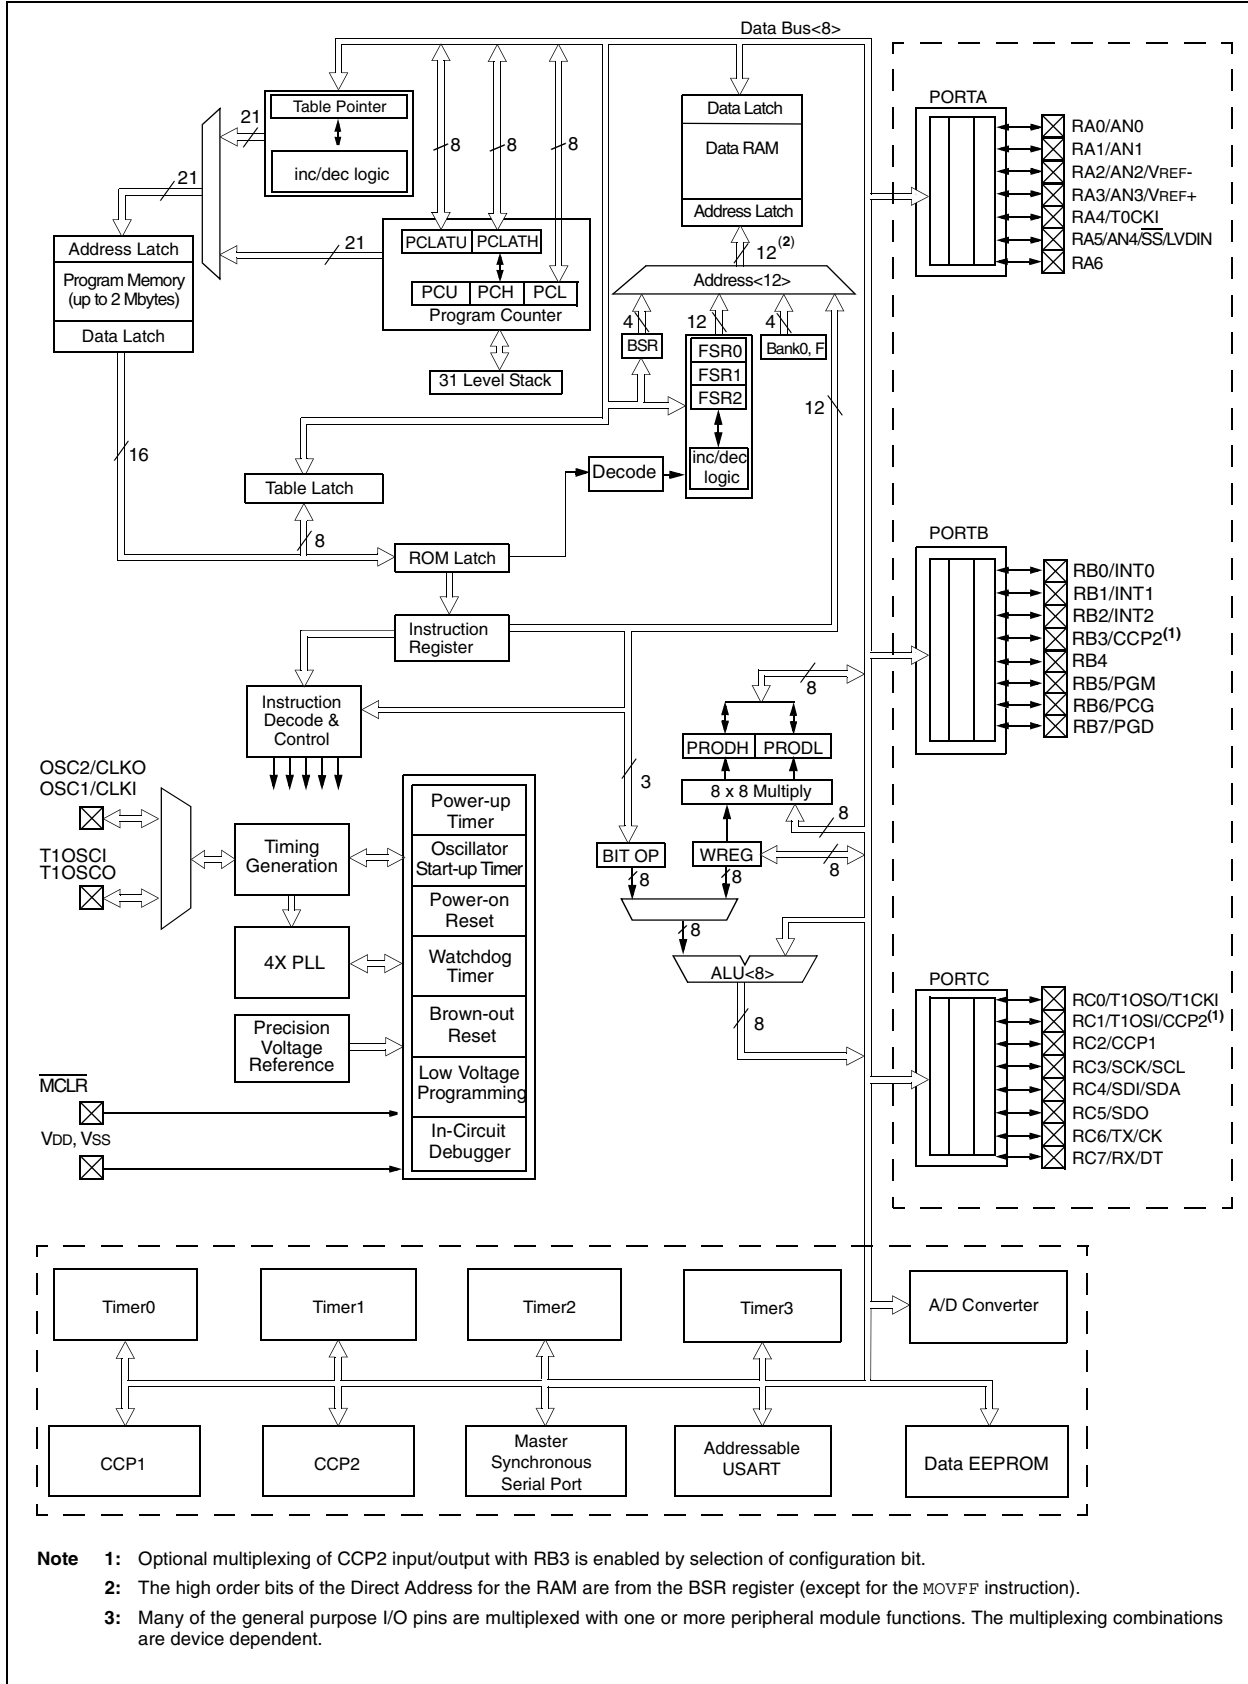 Data Bus<8>
Table Pointer
inc/dec logic
21
21
21
8
8
8
Data Latch
Data RAM
Address Latch
12(2)
Address<12>
4
12
4
BSR
FSR0
FSR1
FSR2
Bank0, F
12
inc/dec
logic
Decode
PCLATU
PCLATH
PCU
PCH
PCL
Program Counter
31 Level Stack
Address Latch
Program Memory
(up to 2 Mbytes)
Data Latch
16
Table Latch
8
ROM Latch
Instruction
Register
Instruction
Decode &
Control
OSC2/CLKO
OSC1/CLKI
T1OSCI
T1OSCO
Timing
Generation
4X PLL
Precision
Voltage
Reference
MCLR
VDD, VSS
Power-up
Timer
Oscillator
Start-up Timer
Power-on
Reset
Watchdog
Timer
Brown-out
Reset
Low Voltage
Programming
In-Circuit
Debugger
3
8
PRODH
PRODL
8 x 8 Multiply
8
BIT OP
WREG
8
8
8
8
ALU<8>
8
PORTA
RA0/AN0
RA1/AN1
RA2/AN2/VREF-
RA3/AN3/VREF+
RA4/T0CKI
RA5/AN4/SS/LVDIN
RA6
PORTB
RB0/INT0
RB1/INT1
RB2/INT2
RB3/CCP2(1)
RB4
RB5/PGM
RB6/PCG
RB7/PGD
PORTC
RC0/T1OSO/T1CKI
RC1/T1OSI/CCP2(1)
RC2/CCP1
RC3/SCK/SCL
RC4/SDI/SDA
RC5/SDO
RC6/TX/CK
RC7/RX/DT
Timer0
Timer1
Timer2
Timer3
A/D Converter
CCP1
CCP2
Master
Synchronous
Serial Port
Addressable
USART
Data EEPROM
Note 1: Optional multiplexing of CCP2 input/output with RB3 is enabled by selection of configuration bit.
2: The high order bits of the Direct Address for the RAM are from the BSR register (except for the MOVFF instruction).
3: Many of the general purpose I/O pins are multiplexed with one or more peripheral module functions. The multiplexing combinations
are device dependent.